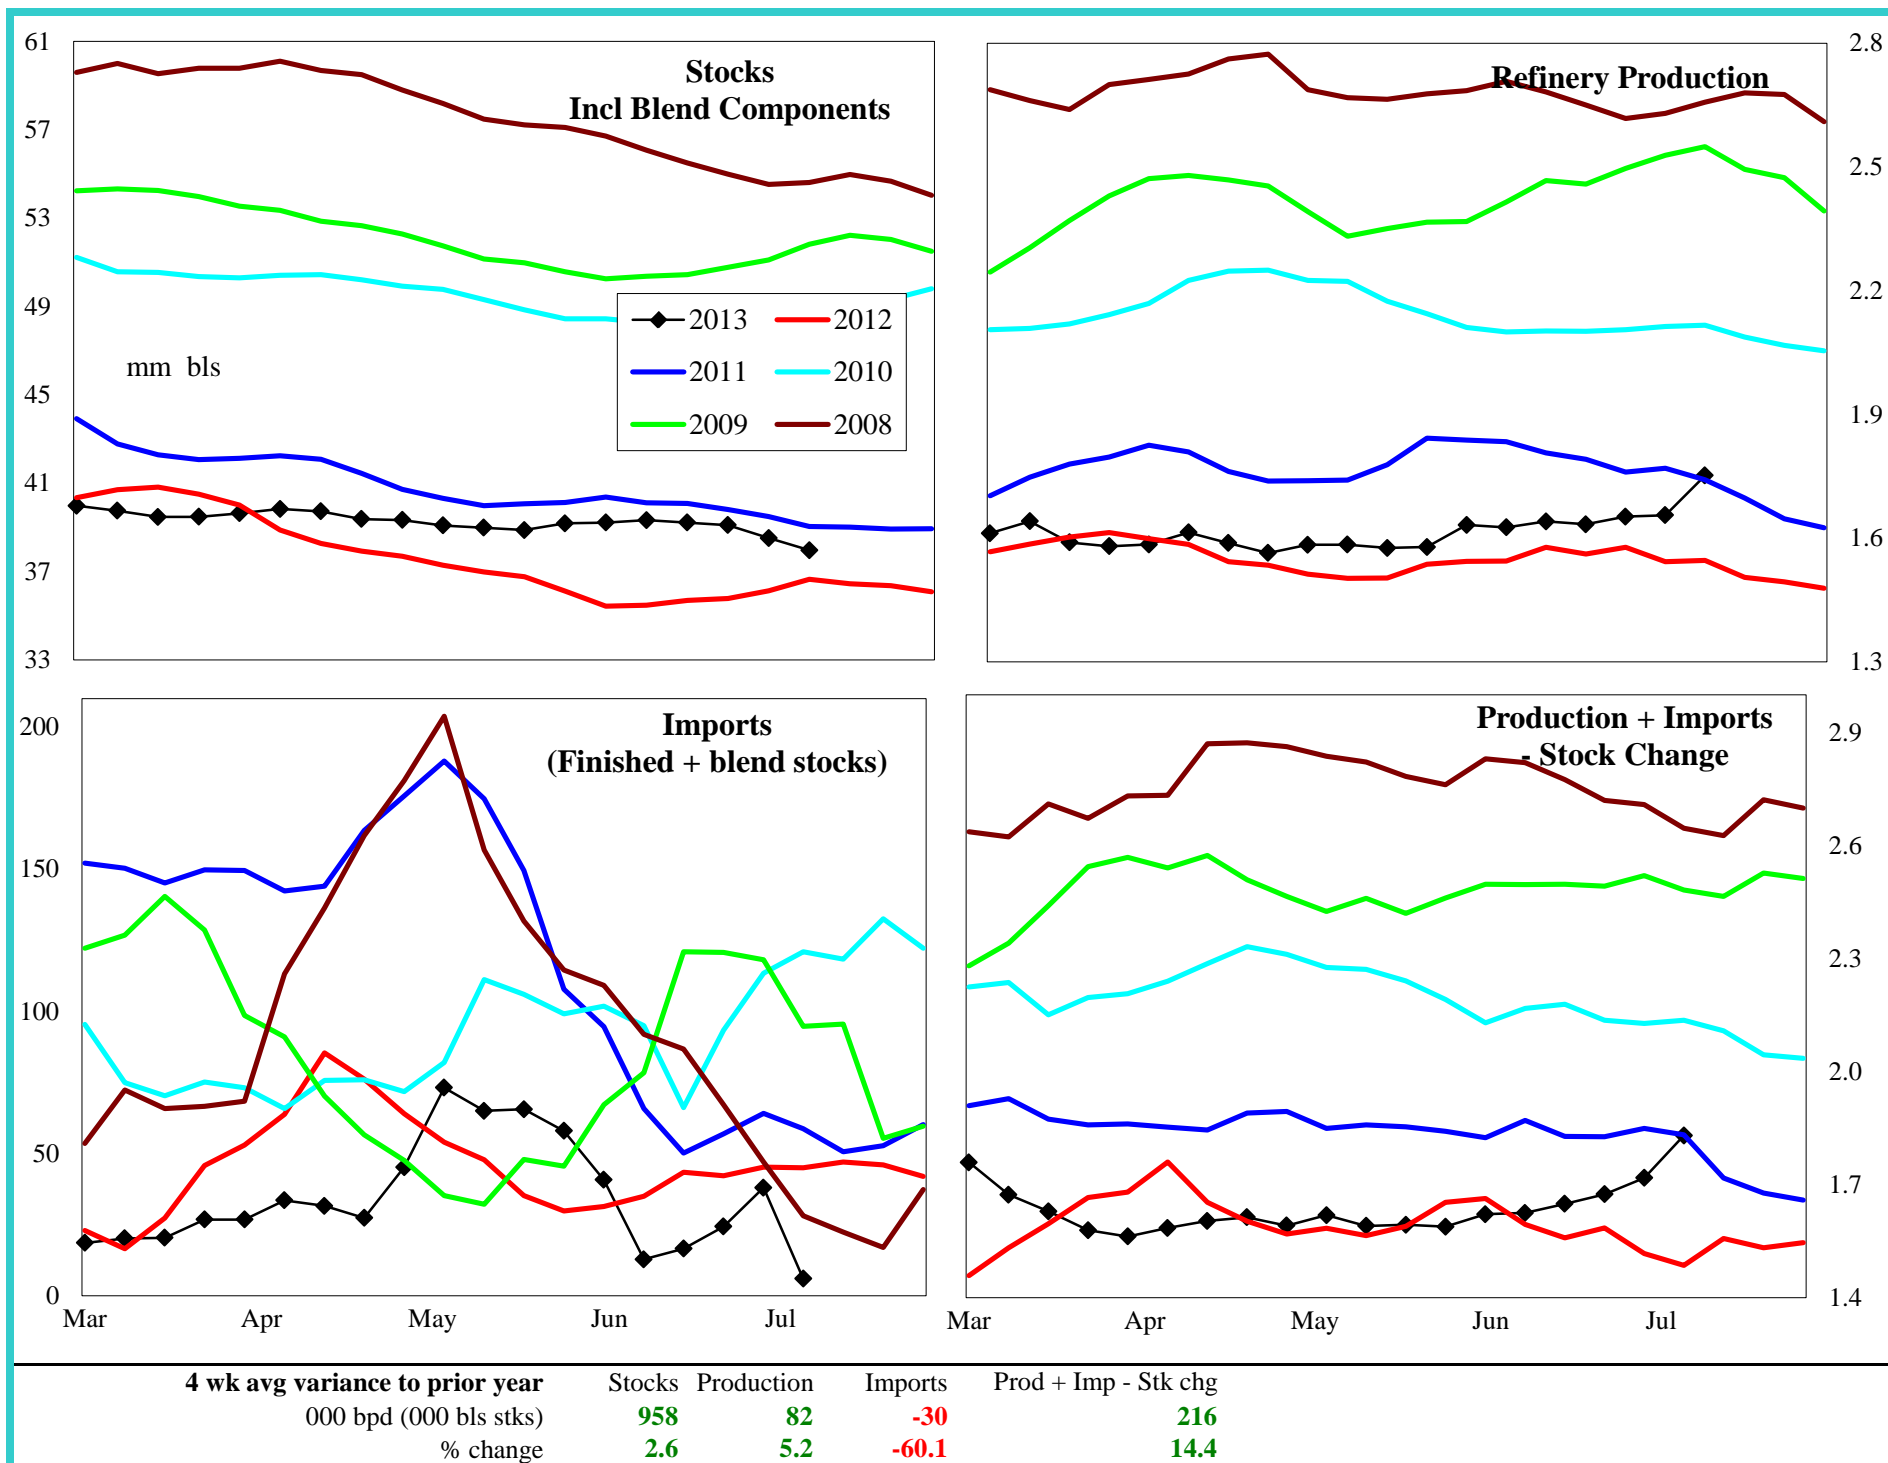 61
57
53
49
45
41
37
33
Stocks
Incl Blend Components
mm bls
2013 2012
2011 2010
2009 2008
Refinery Production
2.8
2.5
2.2
1.9
1.6
1.3
200
150
100
50
0
Imports
(Finished + blend stocks)
Mar Apr May Jun Jul
Production + Imports
- Stock Change
2.9
2.6
2.3
2.0
1.7
1.4
Mar Apr May Jun Jul
4 wk avg variance to prior year Stocks Production Imports Prod + Imp - Stk chg
000 bpd (000 bls stks) 958 82 -30 216
% change 2.6 5.2 -60.1 14.4